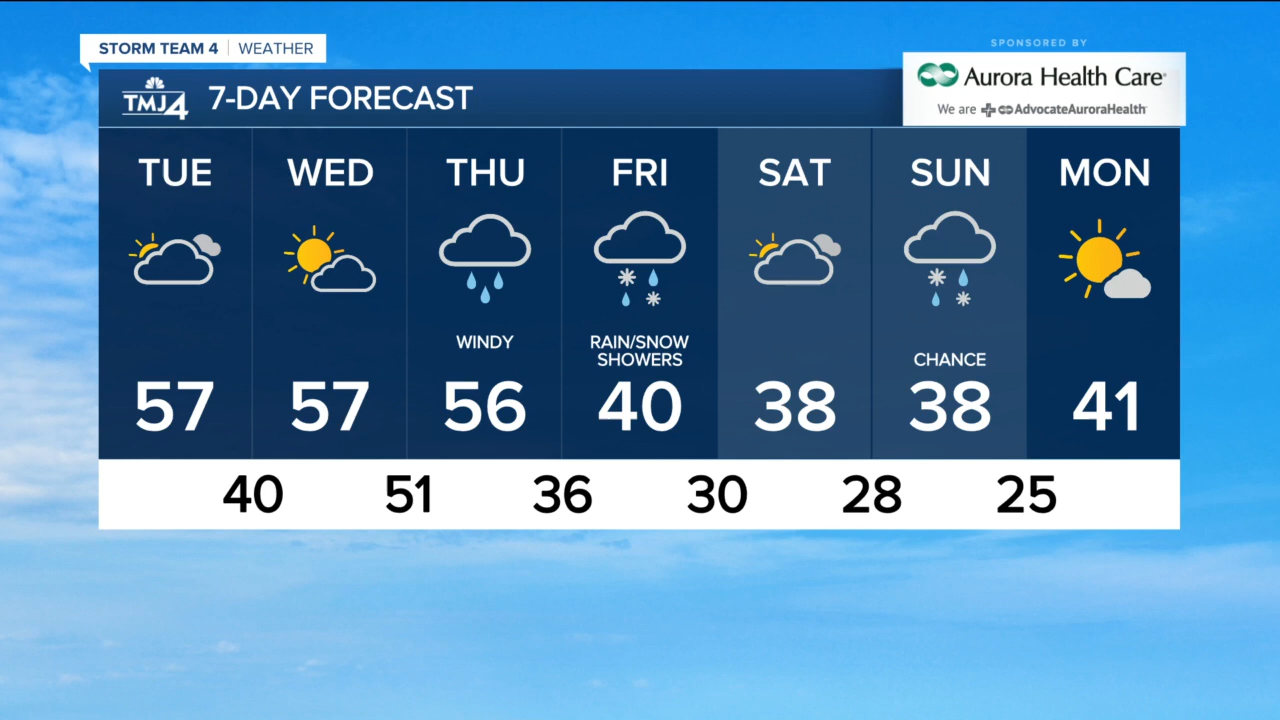 STORM TEAM 4 | WEATHER
SPONSORED BY
Aurora Health Care®
We are AdvocateAuroraHealth
TMJ4 7-DAY FORECAST
TUE WED THU FRI SAT SUN MON
WINDY RAIN/SNOW
SHOWERS CHANCE
57 57 56 40 38 38 41
40 51 36 30 28 25